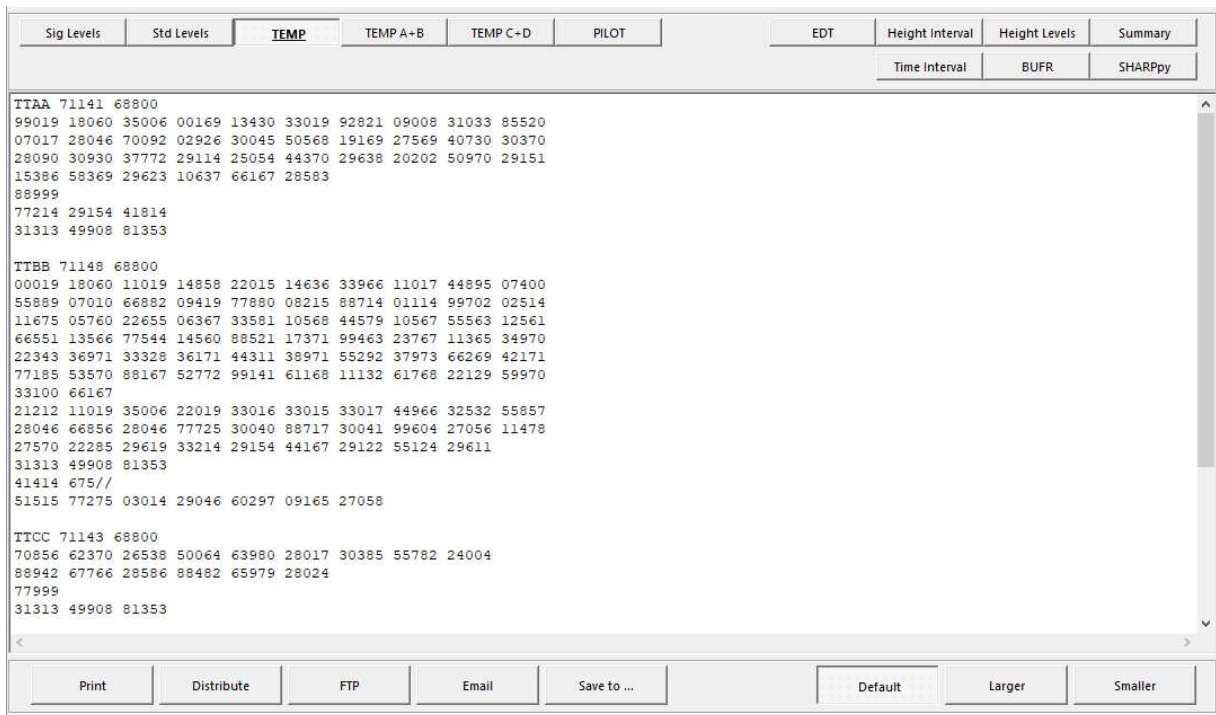 Sig Levels Std Levels TEMP TEMP A+B TEMP C+D PILOT EDT Height Interval Height Levels Summary
Time Interval BUFR SHARPpy
TTAA 71141 68800
99019 18060 35006 00169 13430 33019 92821 09008 31033 85520
07017 28046 70092 02926 30045 50568 19169 27569 40730 30370
28090 30930 37772 29114 25054 44370 29638 20202 50970 29151
15386 58369 29623 10637 66167 28583
88999
77214 29154 41814
31313 49908 81353
TTBB 71148 68800
00019 18060 11019 14858 22015 14636 33966 11017 44895 07400
55889 07010 66882 09419 77880 08215 88714 01114 99702 02514
11675 05760 22655 06367 33581 10568 44579 10567 55563 12561
66551 13566 77544 14560 88521 17371 99463 23767 11365 34970
22343 36971 33328 36171 44311 38971 55292 37973 66269 42171
77185 53570 88167 52772 99141 61168 11132 61768 22129 59970
33100 66167
21212 11019 35006 22019 33016 33015 33017 44966 32532 55857
28046 66856 28046 77725 30040 88717 30041 99604 27056 11478
27570 22285 29619 33214 29154 44167 29122 55124 29611
31313 49908 81353
41414 675//
51515 77275 03014 29046 60297 09165 27058
TTCC 71143 68800
70856 62370 26538 50064 63980 28017 30385 55782 24004
88942 67766 28586 88482 65979 28024
77999
31313 49908 81353
Print Distribute FTP Email Save to ... Default Larger Smaller